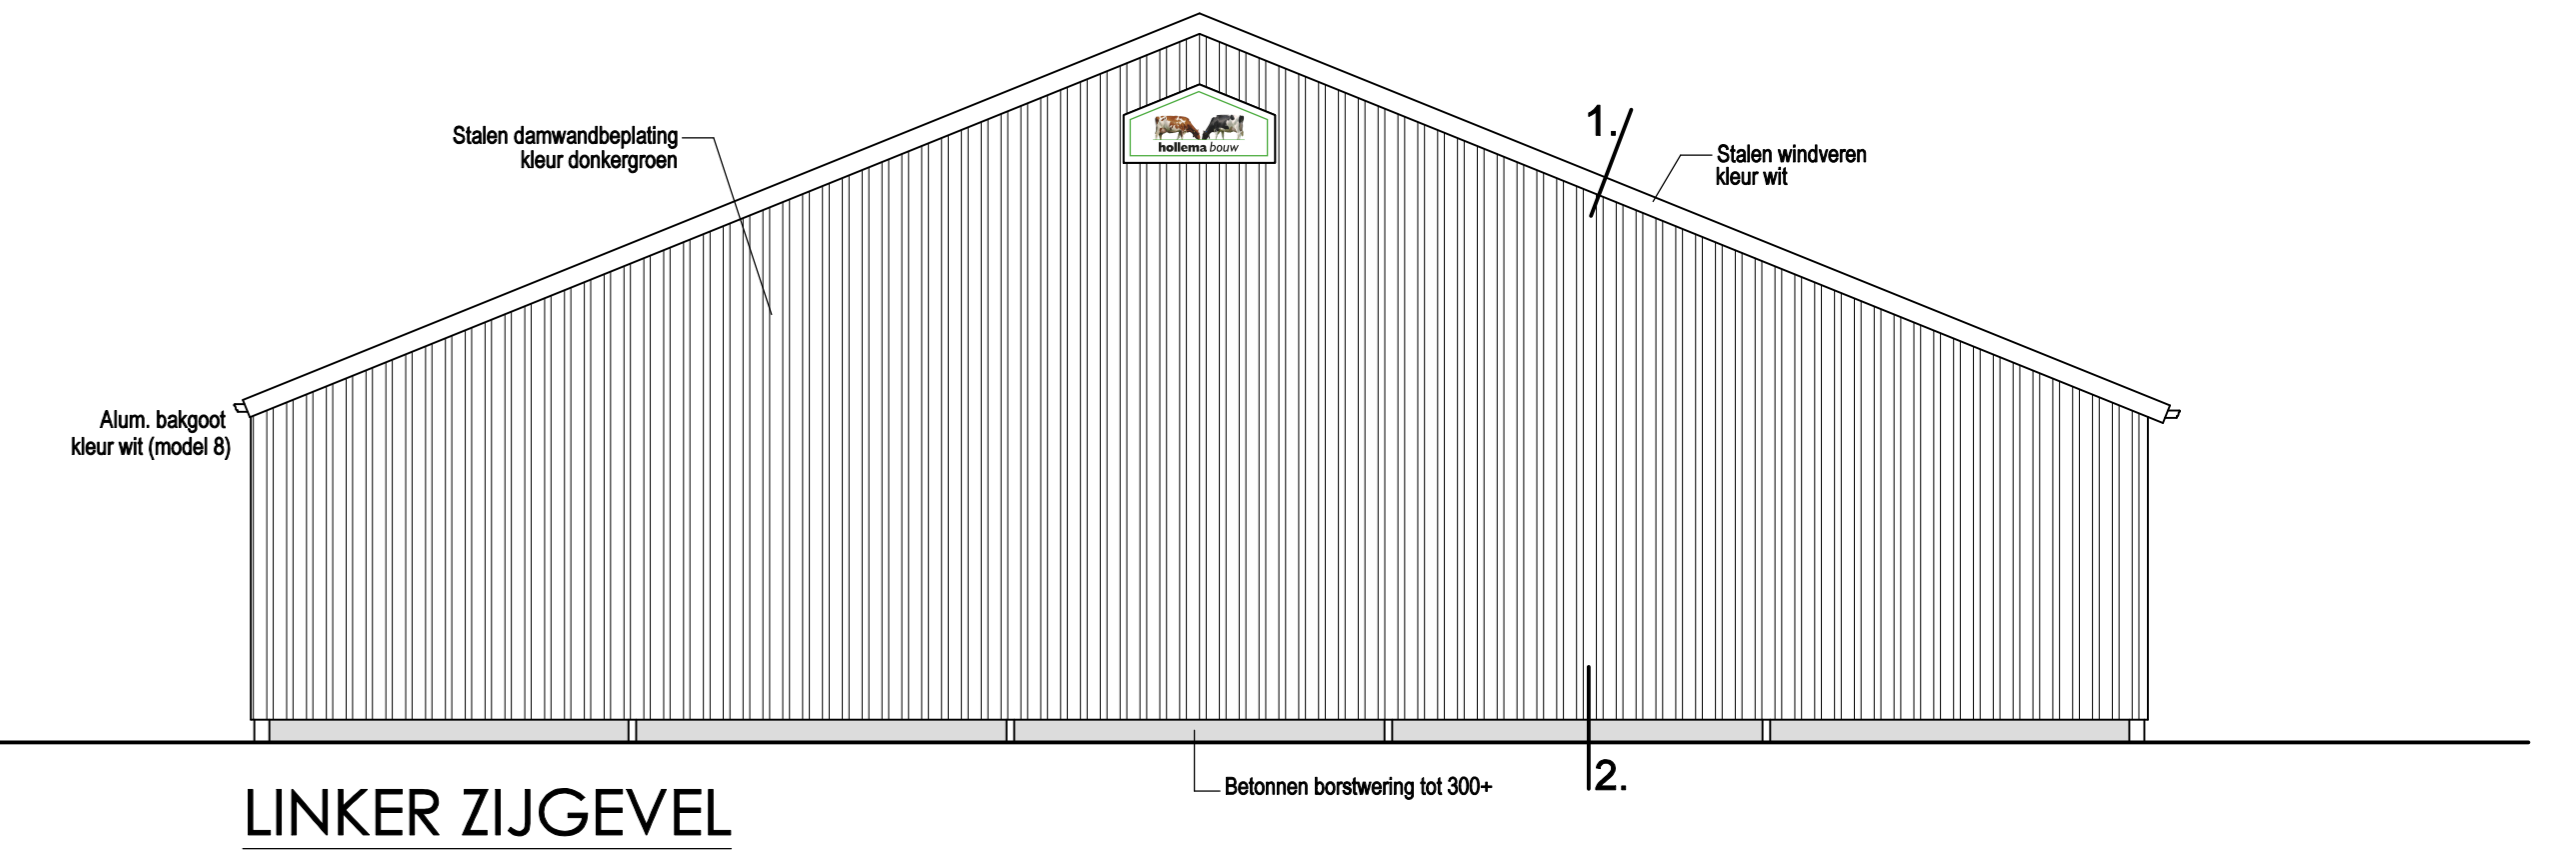 Stalen damwandbeplating
kleur donkergroen
hollema bouw
1.
Stalen windveren
kleur wit
Alum. bakgoot
kleur wit (model 8)
Betonnen borstwering tot 300+
2.
LINKER ZIJGEVEL